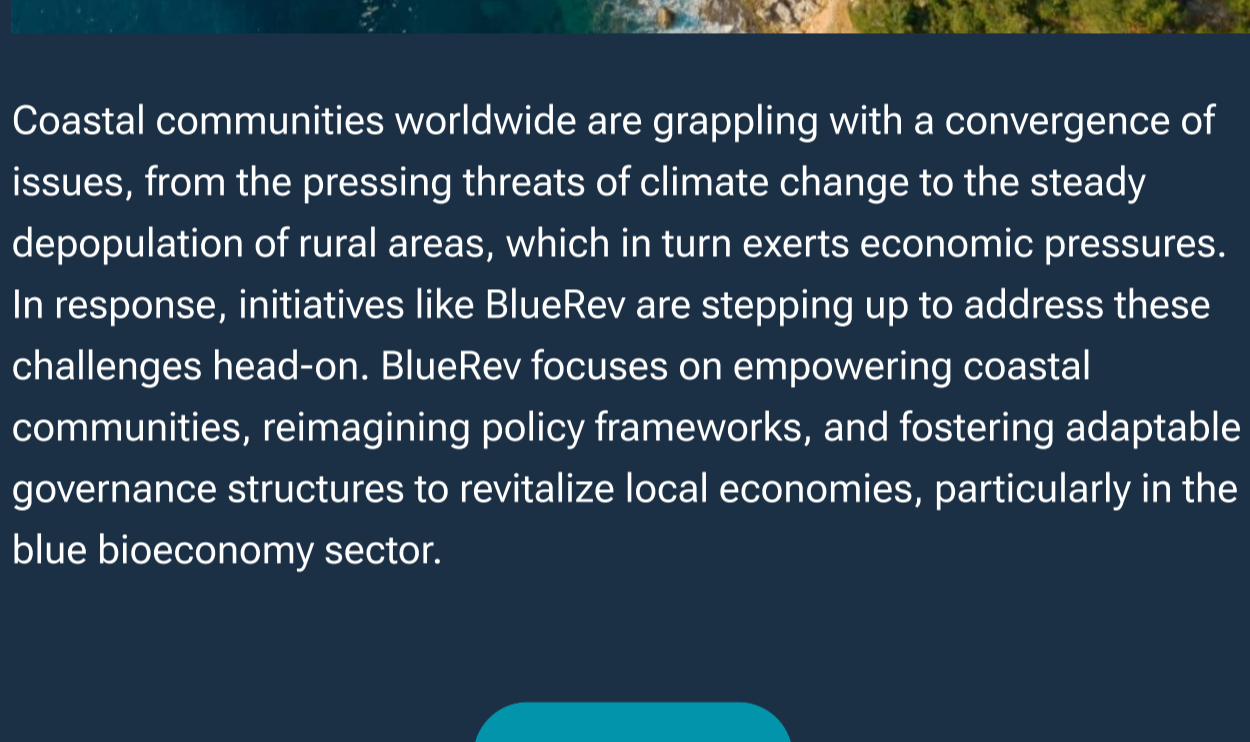 Coastal communities worldwide are grappling with a convergence of
issues, from the pressing threats of climate change to the steady
depopulation of rural areas, which in turn exerts economic pressures.
In response, initiatives like BlueRev are stepping up to address these
challenges head-on. BlueRev focuses on empowering coastal
communities, reimagining policy frameworks, and fostering adaptable
governance structures to revitalize local economies, particularly in the
blue bioeconomy sector.